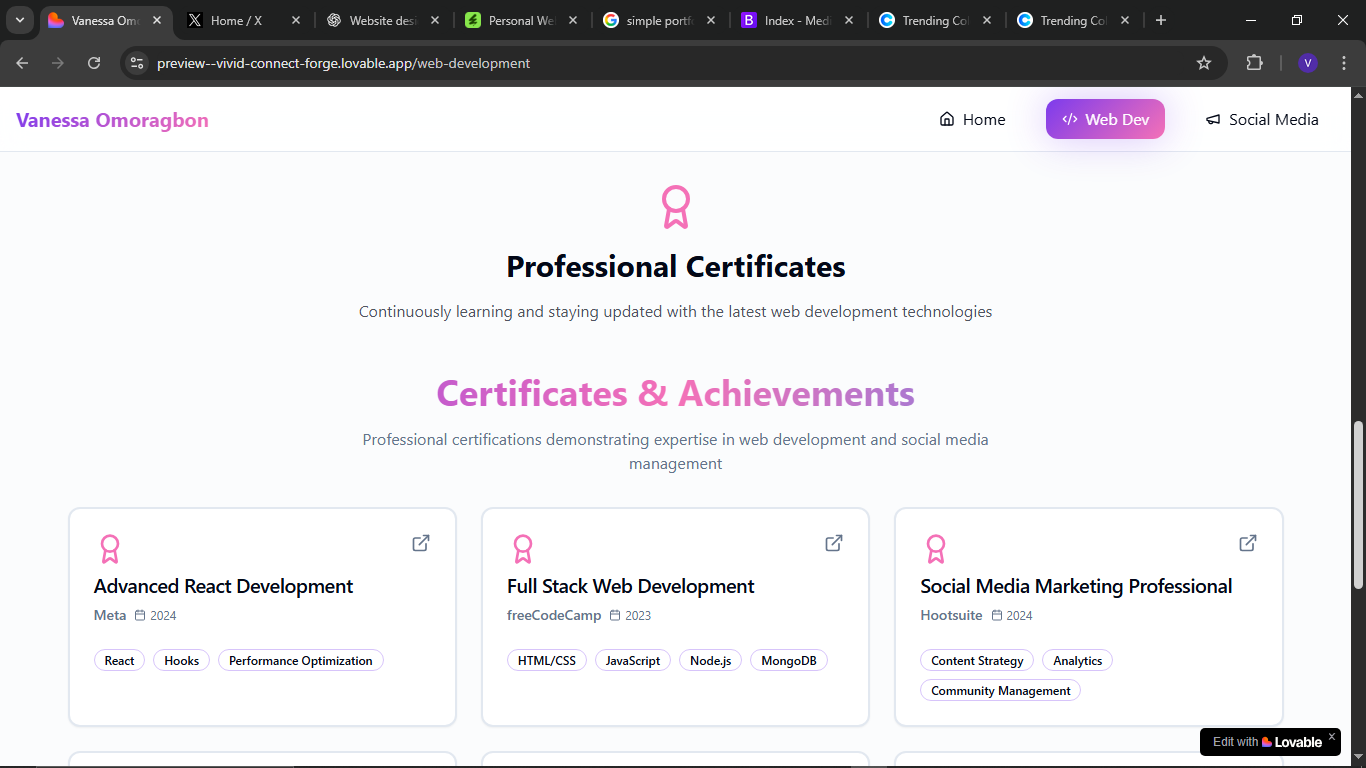 Vanessa Omo
Home / X
Website desi
Personal We
simple portfo
Index - Medi
Trending Col
Trending Col
preview--vivid-connect-forge.lovable.app/web-development
V
Vanessa Omoragbon
Home
</> Web Dev
Social Media
Professional Certificates
Continuously learning and staying updated with the latest web development technologies
Certificates & Achievements
Professional certifications demonstrating expertise in web development and social media
management
Advanced React Development
Meta 2024
React Hooks Performance Optimization
Full Stack Web Development
freeCodeCamp 2023
HTML/CSS JavaScript Node.js MongoDB
Social Media Marketing Professional
Hootsuite 2024
Content Strategy Analytics
Community Management
Edit with Lovable